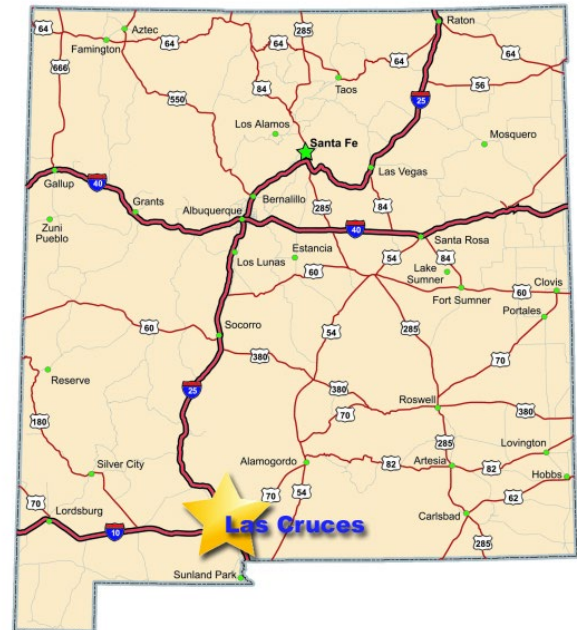 64
Aztec
Famington
64
666
550
64
285
84
64
Taos
Raton
64
56
25
Los Alamos
Santa Fe
Mosquero
Las Vegas
84
285
Gallup
40
Grants
Zuni
Pueblo
Albuquerque
Bernalillo
40
Santa Rosa
Los Lunas
Estancia
60
54
84
Lake
Sumner
Fort Sumner
60
Clovis
Portales
60
Socorro
380
54
285
70
Reserve
25
380
70
Roswell
380
180
Silver City
Alamogordo
82
285
Artesia
82
Lovington
Hobbs
70
Lordsburg
10
70
54
62
Carlsbad
285
Las Cruces
Sunland Park